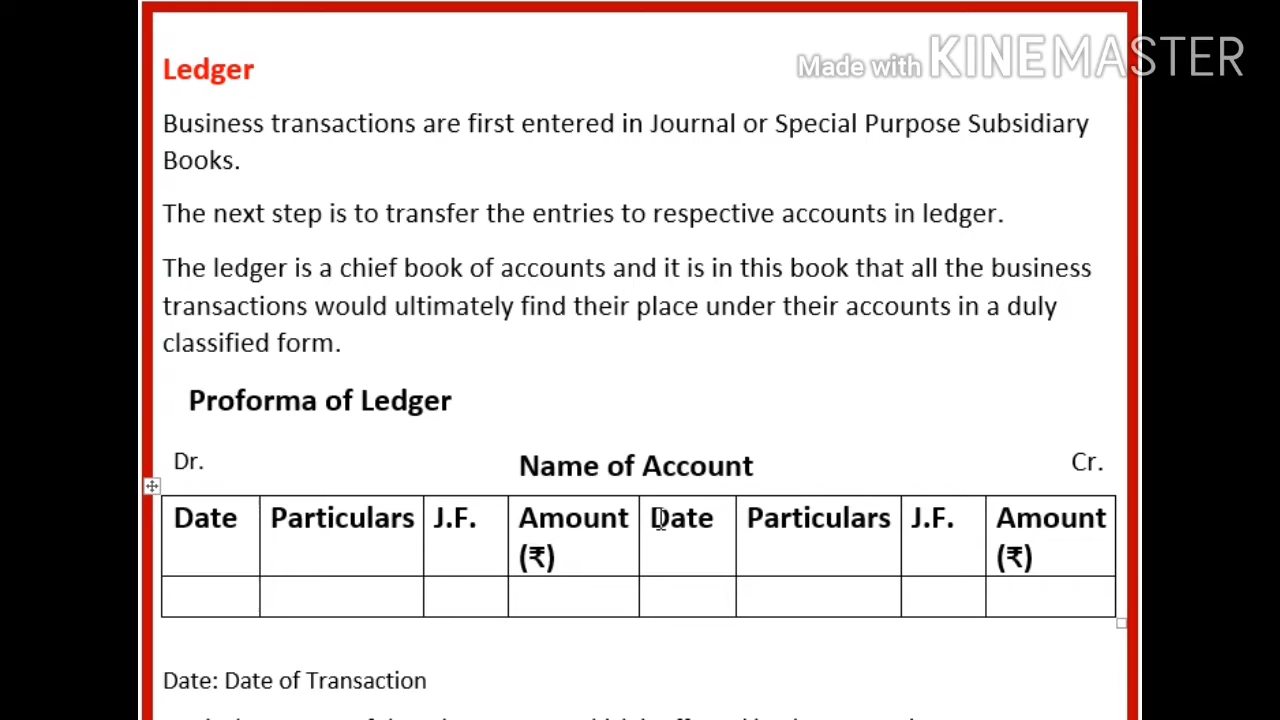 Made with KINEMASTER
Ledger
Business transactions are first entered in Journal or Special Purpose Subsidiary
Books.
The next step is to transfer the entries to respective accounts in ledger.
The ledger is a chief book of accounts and it is in this book that all the business
transactions would ultimately find their place under their accounts in a duly
classified form.
Proforma of Ledger
Dr. Name of Account Cr.
Date Particulars J.F. Amount Date Particulars J.F. Amount
(₹) (₹)
Date: Date of Transaction